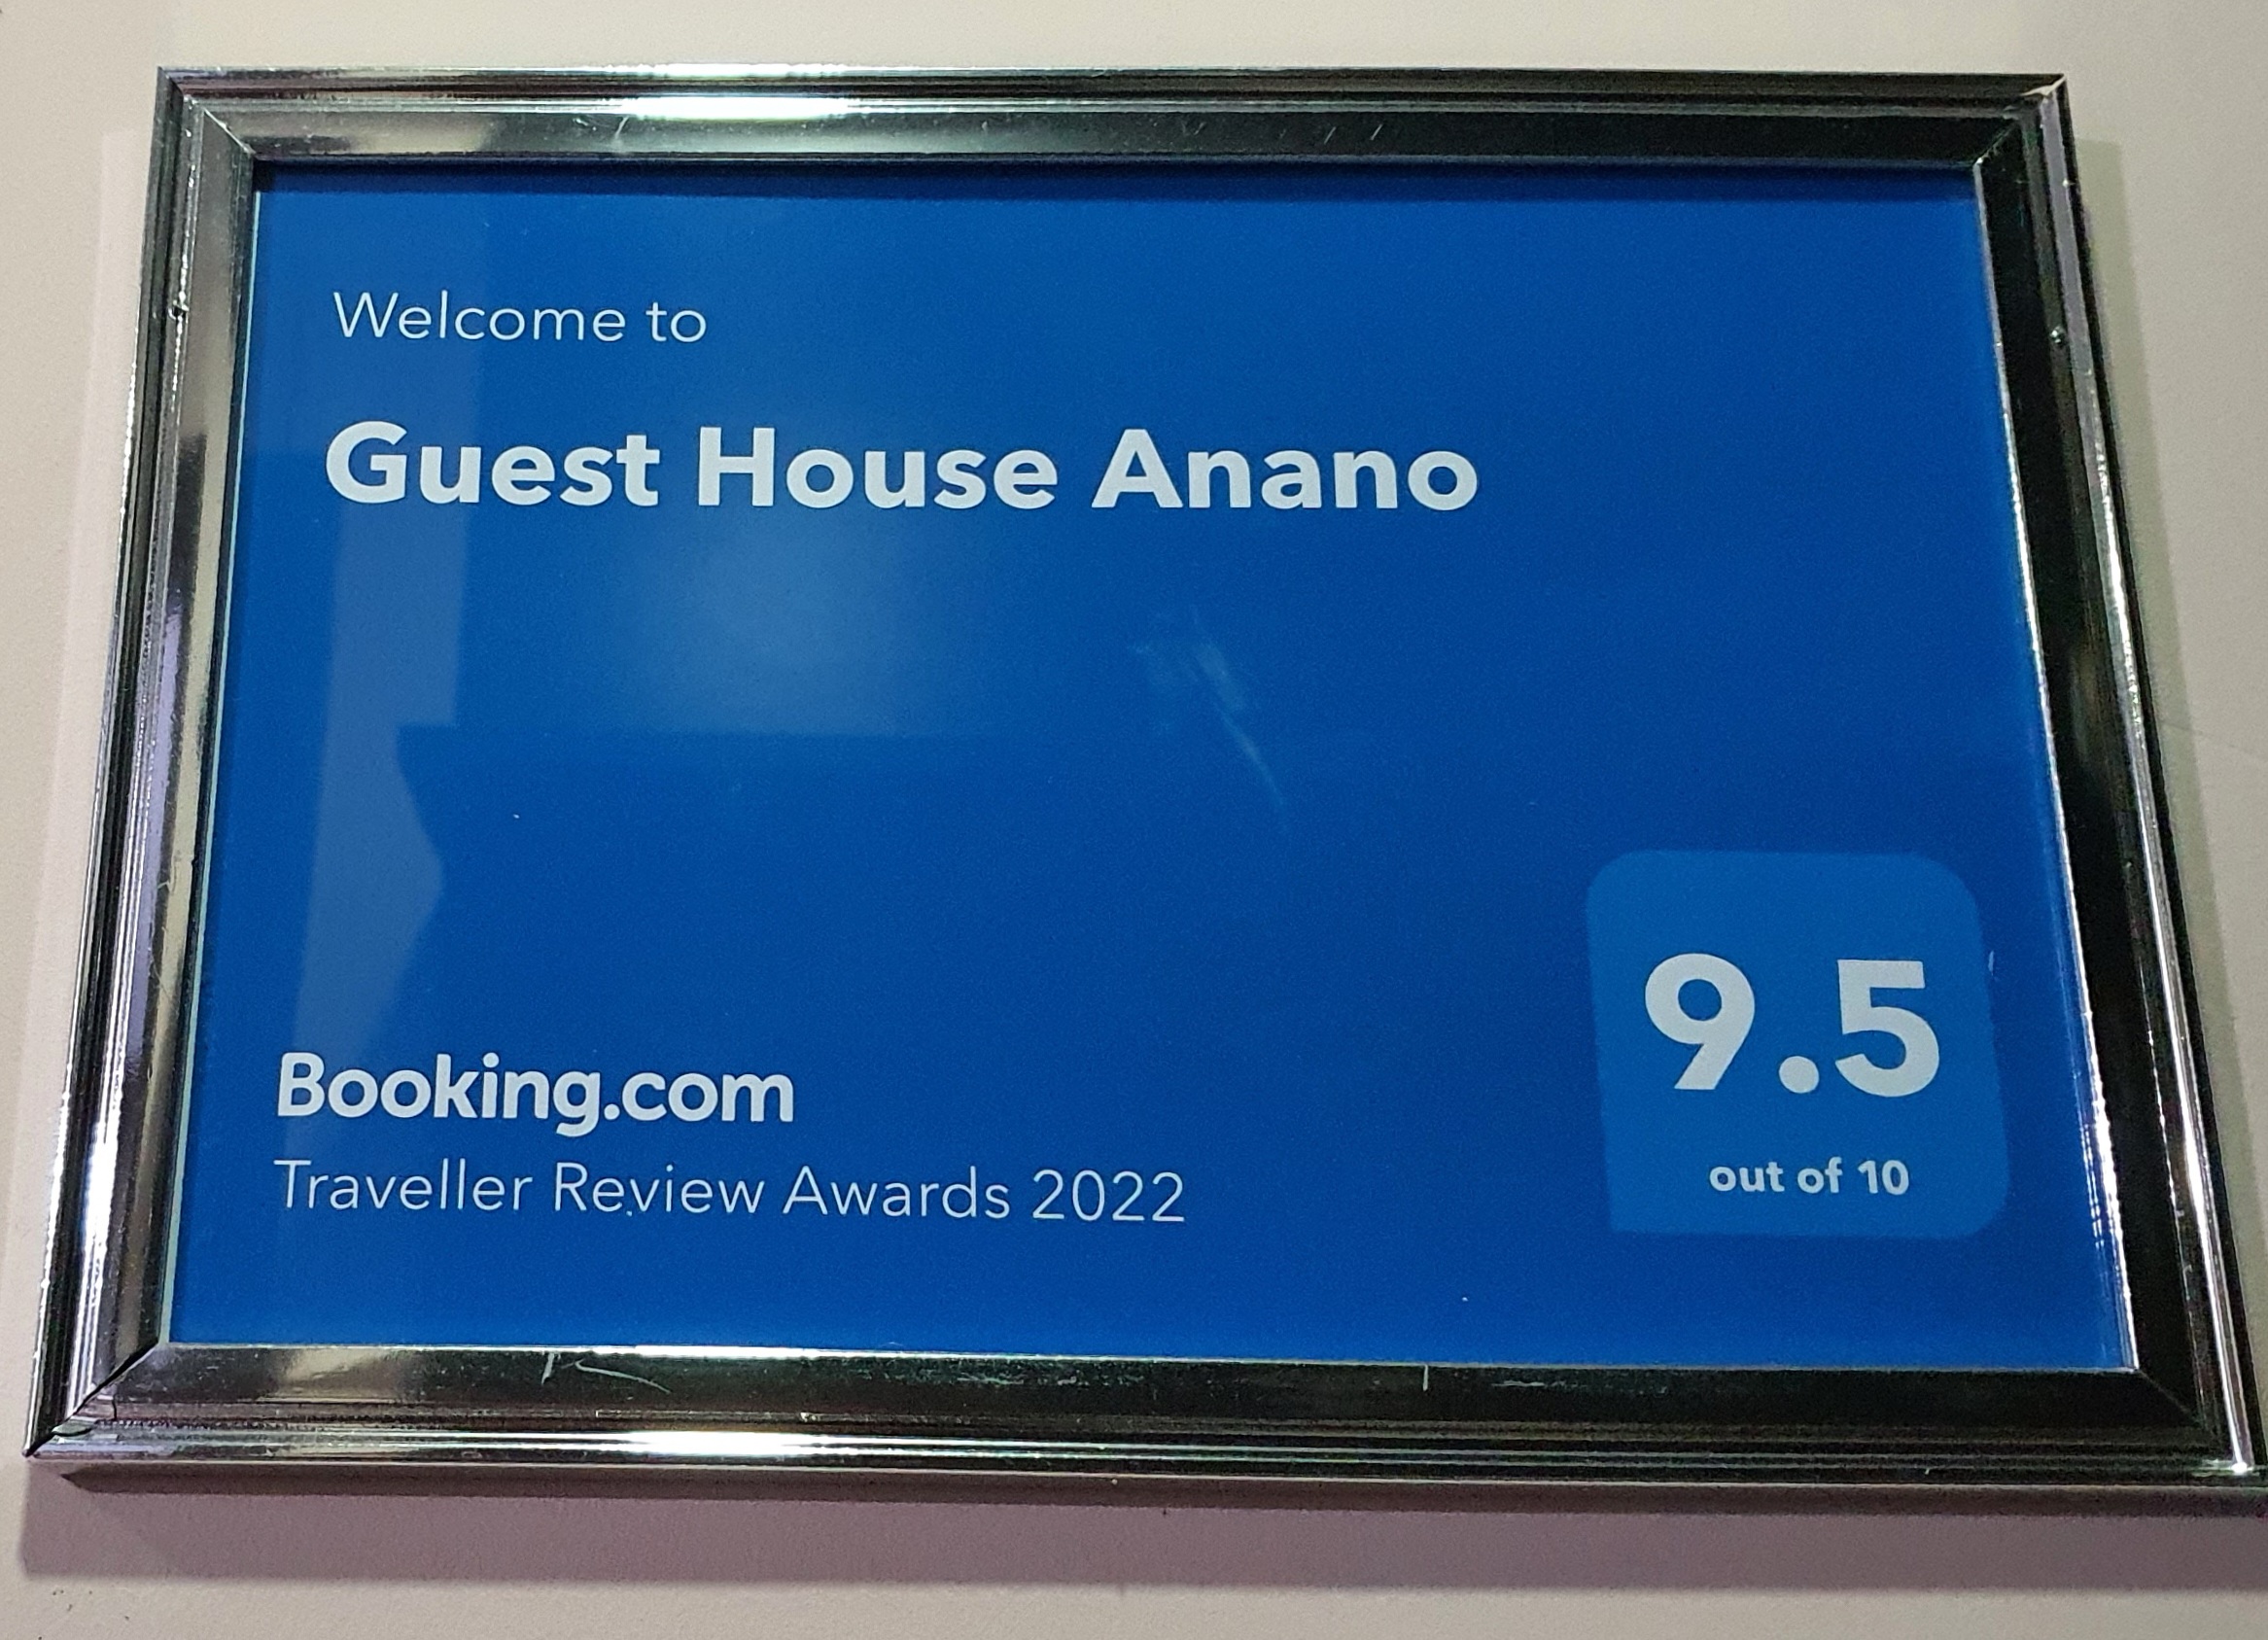 Welcome to
Guest House Anano
Booking.com
Traveller Review Awards 2022
9.5
out of 10